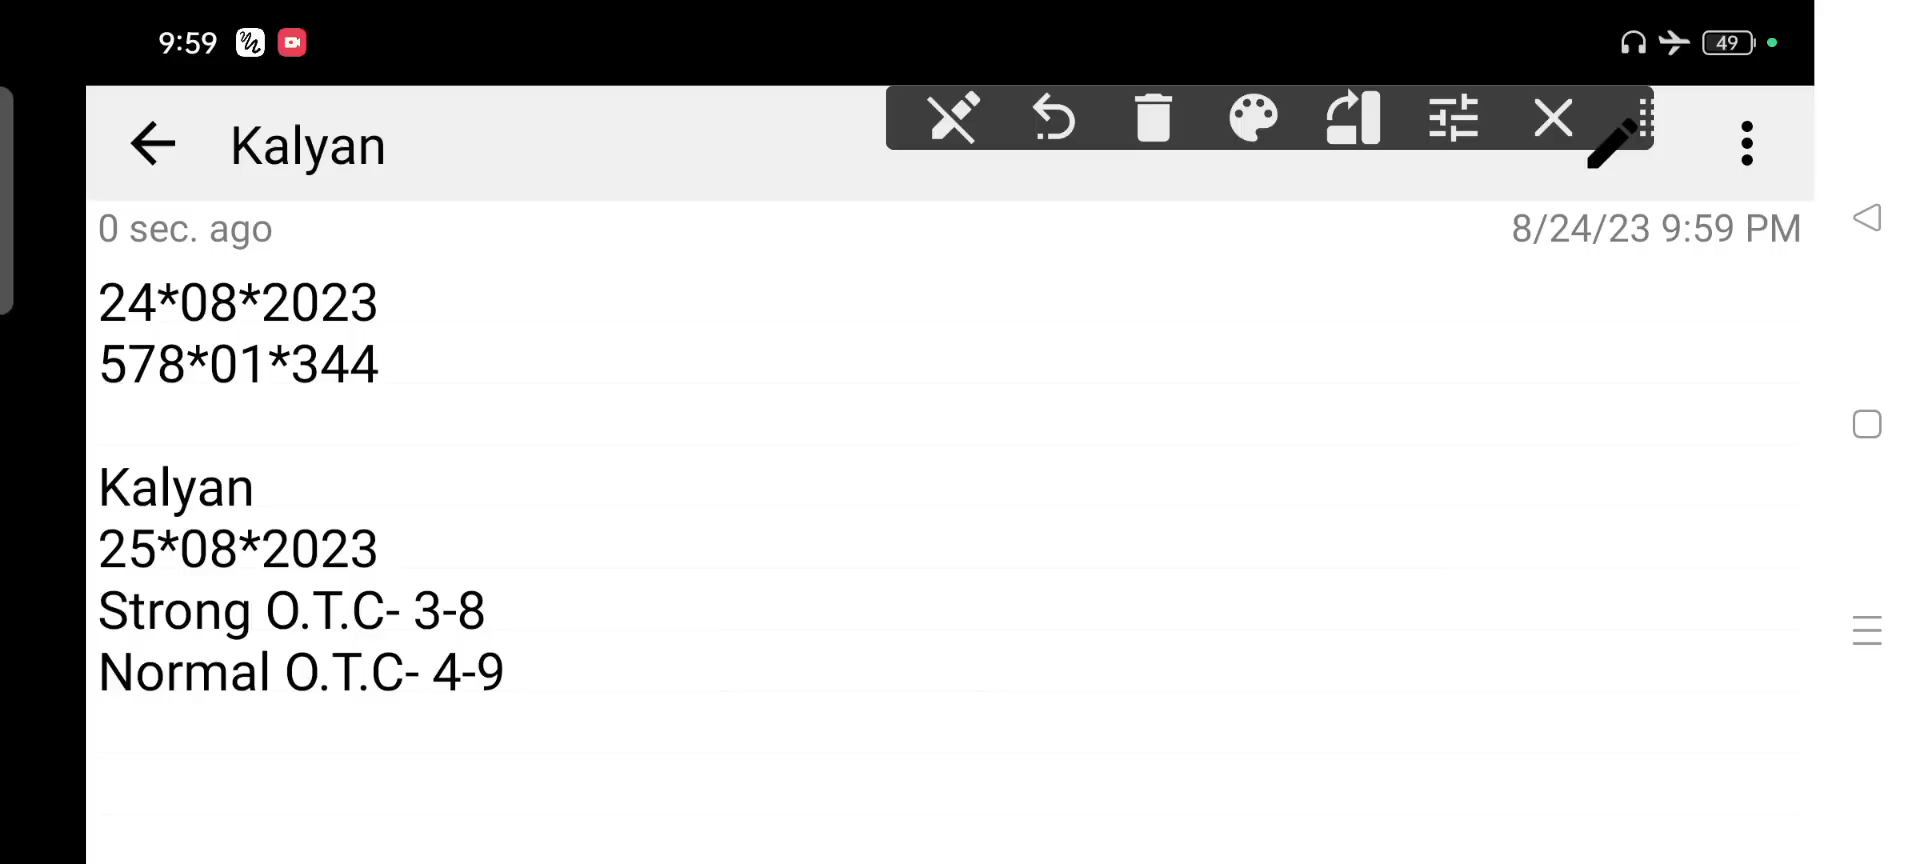 9:59
49
Kalyan
0 sec. ago
8/24/23 9:59 PM
24*08*2023
578*01*344
Kalyan
25*08*2023
Strong O.T.C- 3-8
Normal O.T.C- 4-9